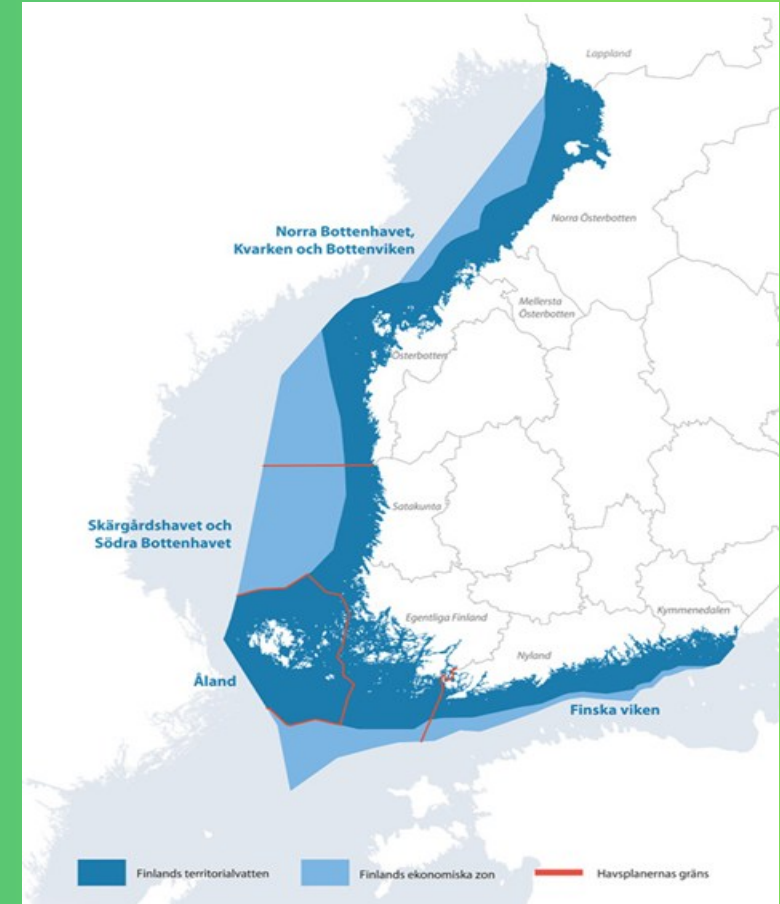 Lappland
Norra Österbotten
Norra Bottenhavet,
Kvarken och Bottenviken
Mellersta
Österbotten
Österbotten
Satakunta
Skärgårdshavet och
Södra Bottenhavet
Egentliga Finland
Kymmenedalen
Nyland
Åland
Finska viken
Finlands territorialvatten
Finlands ekonomiska zon
Havsplanernas gräns